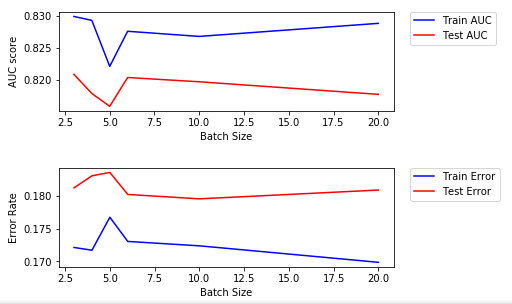 0.830
0.825
0.820
AUC score
2.5 5.0 7.5 10.0 12.5 15.0 17.5 20.0
Batch Size
Train AUC
Test AUC
0.180
0.175
0.170
Error Rate
2.5 5.0 7.5 10.0 12.5 15.0 17.5 20.0
Batch Size
Train Error
Test Error